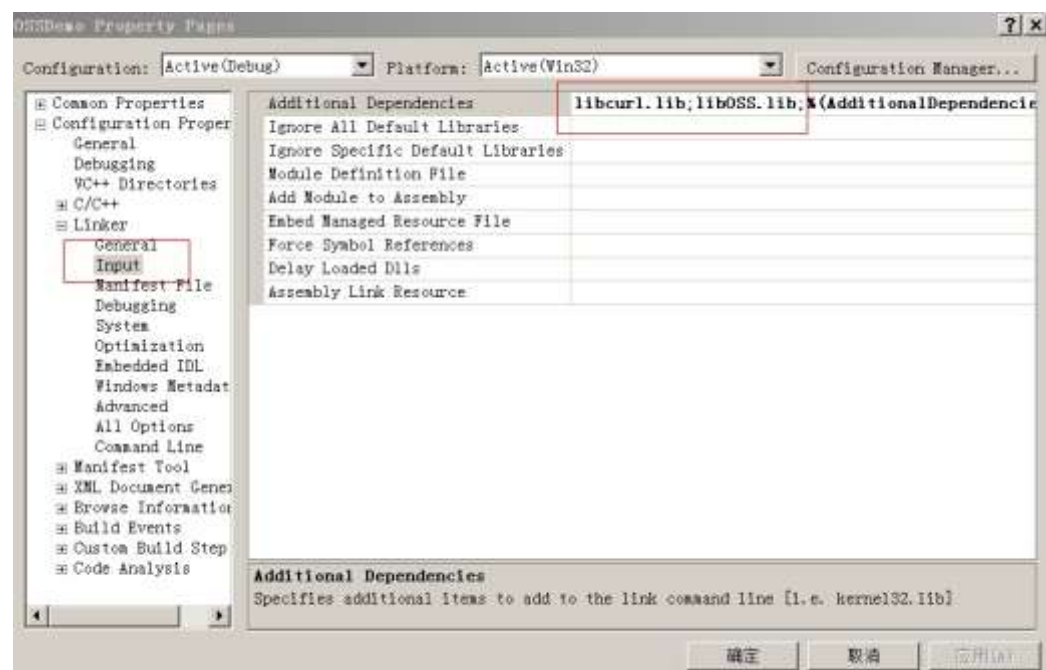 OSSDemo Property Pages
Configuration: Active(Debug) Platform: Active(Win32) Configuration Manager...
Common Properties
Configuration Proper
General
Debugging
VC++ Directories
C/C++
Linker
General
Input
Manifest File
Debugging
System
Optimization
Embedded IDL
Windows Metadat
Advanced
All Options
Command Line
Manifest Tool
XML Document Gener
Browse Information
Build Events
Custom Build Step
Code Analysis
Additional Dependencies libcurl.lib;libOSS.lib;%(AdditionalDependencie
Ignore All Default Libraries
Ignore Specific Default Libraries
Module Definition File
Add Module to Assembly
Embed Managed Resource File
Force Symbol References
Delay Loaded Dlls
Assembly Link Resource
Additional Dependencies
Specifies additional items to add to the link command line [i.e. kernel32.lib]
确定 取消 应用(A)